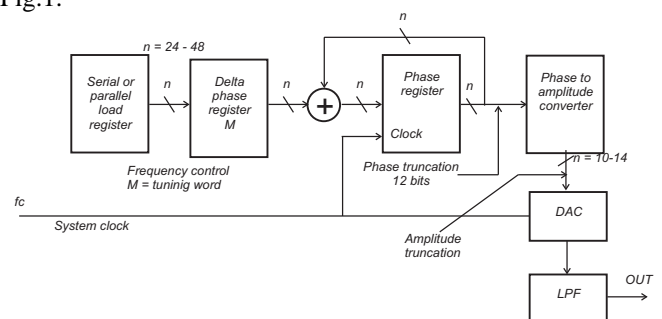 Fig.1.
n = 24 - 48
n
Serial or
parallel
load
register
n
Delta
phase
register
M
n
+
n
Phase
register
Clock
n
Phase to
amplitude
converter
Frequency control
M = tuninig word
Phase truncation
12 bits
n = 10-14
fc
System clock
Amplitude
truncation
DAC
LPF
OUT